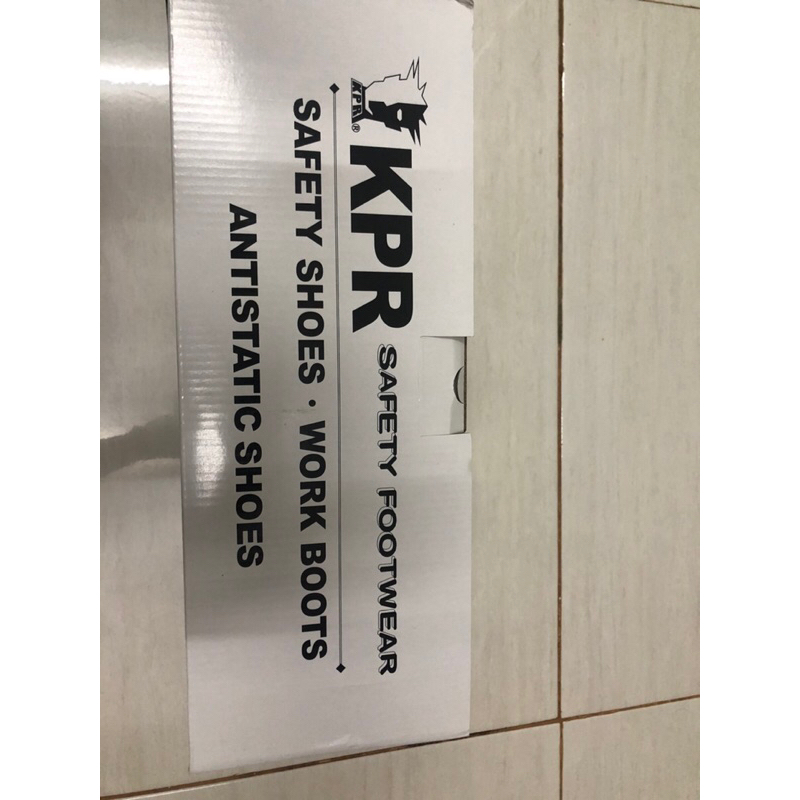 KPR®
KPR SAFETY FOOTWEAR
SAFETY SHOES · WORK BOOTS
ANTISTATIC SHOES